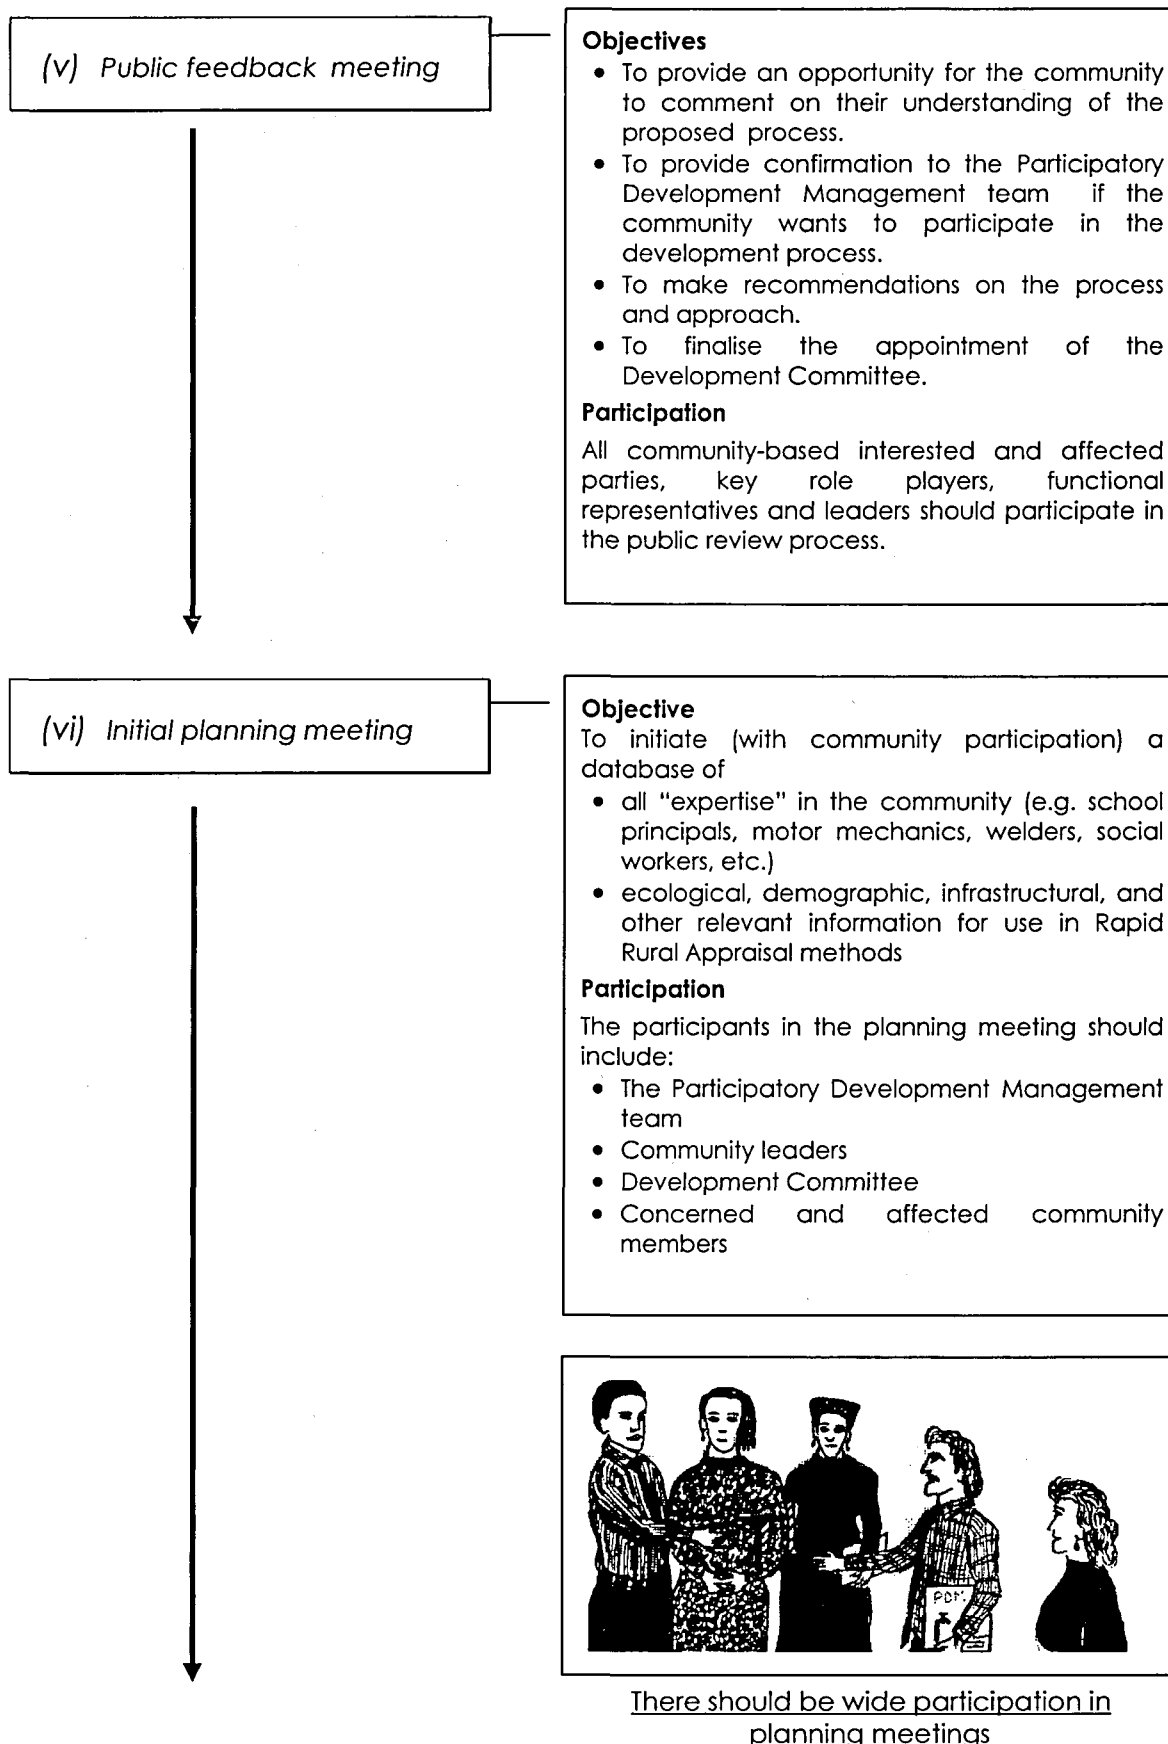 (v) Public feedback meeting
Objectives
• To provide an opportunity for the community
to comment on their understanding of the
proposed process.
• To provide confirmation to the Participatory
Development Management team if the
community wants to participate in the
development process.
• To make recommendations on the process
and approach.
• To finalise the appointment of the
Development Committee.
Participation
All community-based interested and affected
parties, key role players, functional
representatives and leaders should participate in
the public review process.
(vi) Initial planning meeting
Objective
To initiate (with community participation) a
database of
• all "expertise" in the community (e.g. school
principals, motor mechanics, welders, social
workers, etc.)
• ecological, demographic, infrastructural, and
other relevant information for use in Rapid
Rural Appraisal methods
Participation
The participants in the planning meeting should
include:
• The Participatory Development Management
team
• Community leaders
• Development Committee
• Concerned and affected community
members
PDM
There should be wide participation in
planning meetings